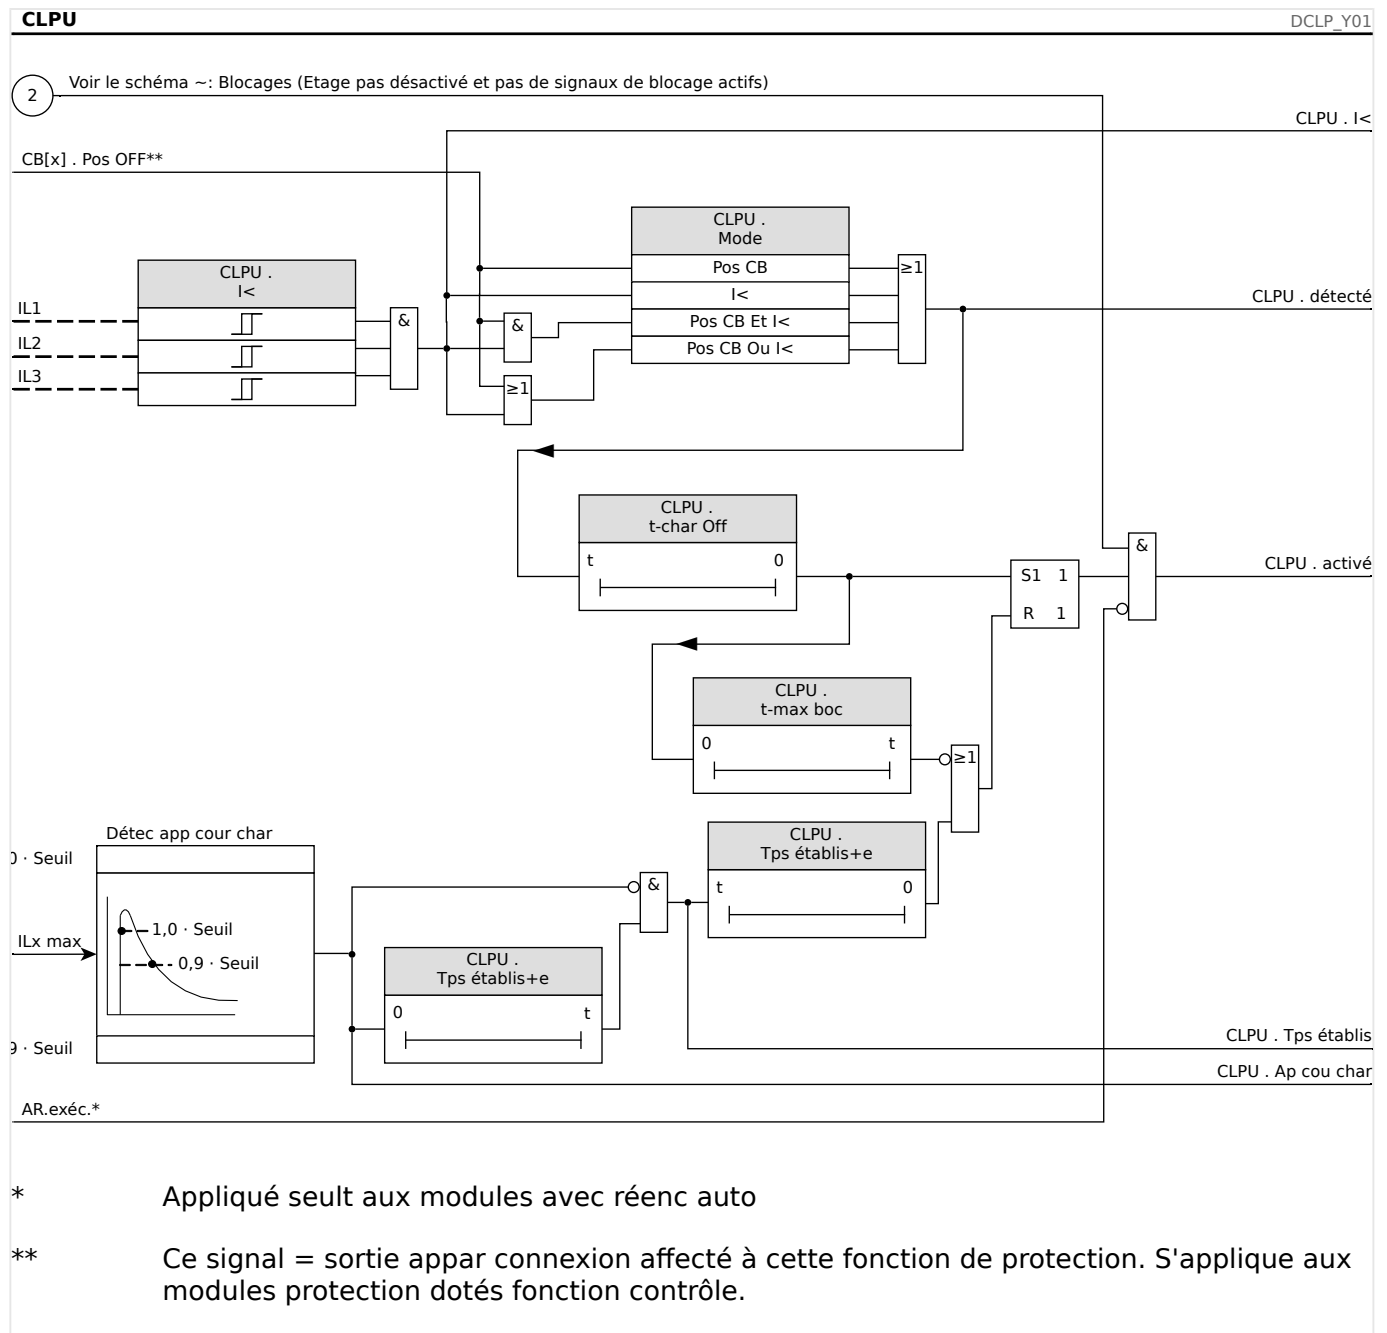 CLPU
DCLP_Y01
2
Voir le schéma ~: Blocages (Etage pas désactivé et pas de signaux de blocage actifs)
CLPU . I<
CB[x] . Pos OFF**
CLPU .
Mode
Pos CB
I<
Pos CB Et I<
Pos CB Ou I<
≥1
CLPU .
I<
IL1
IL2
IL3
&
&
≥1
CLPU . détecté
CLPU .
t-char Off
t 0
S1 1
R 1
&
CLPU . activé
CLPU .
t-max boc
0 t
≥1
Détec app cour char
0 · Seuil
1,0 · Seuil
ILx max
0,9 · Seuil
9 · Seuil
&
CLPU .
Tps établis+e
t 0
CLPU .
Tps établis+e
0 t
CLPU . Tps établis
CLPU . Ap cou char
AR.exéc.*
* Appliqué seult aux modules avec réenc auto
** Ce signal = sortie appar connexion affecté à cette fonction de protection. S'applique aux
modules protection dotés fonction contrôle.